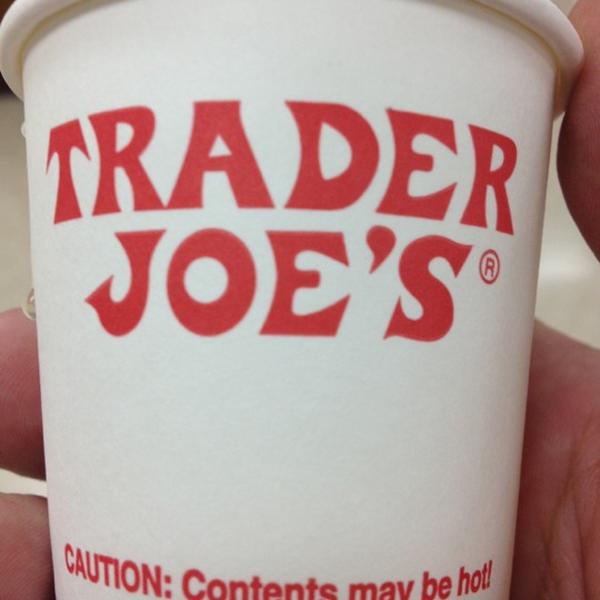 TRADER
JOE'S®
CAUTION: Contents may be hot!